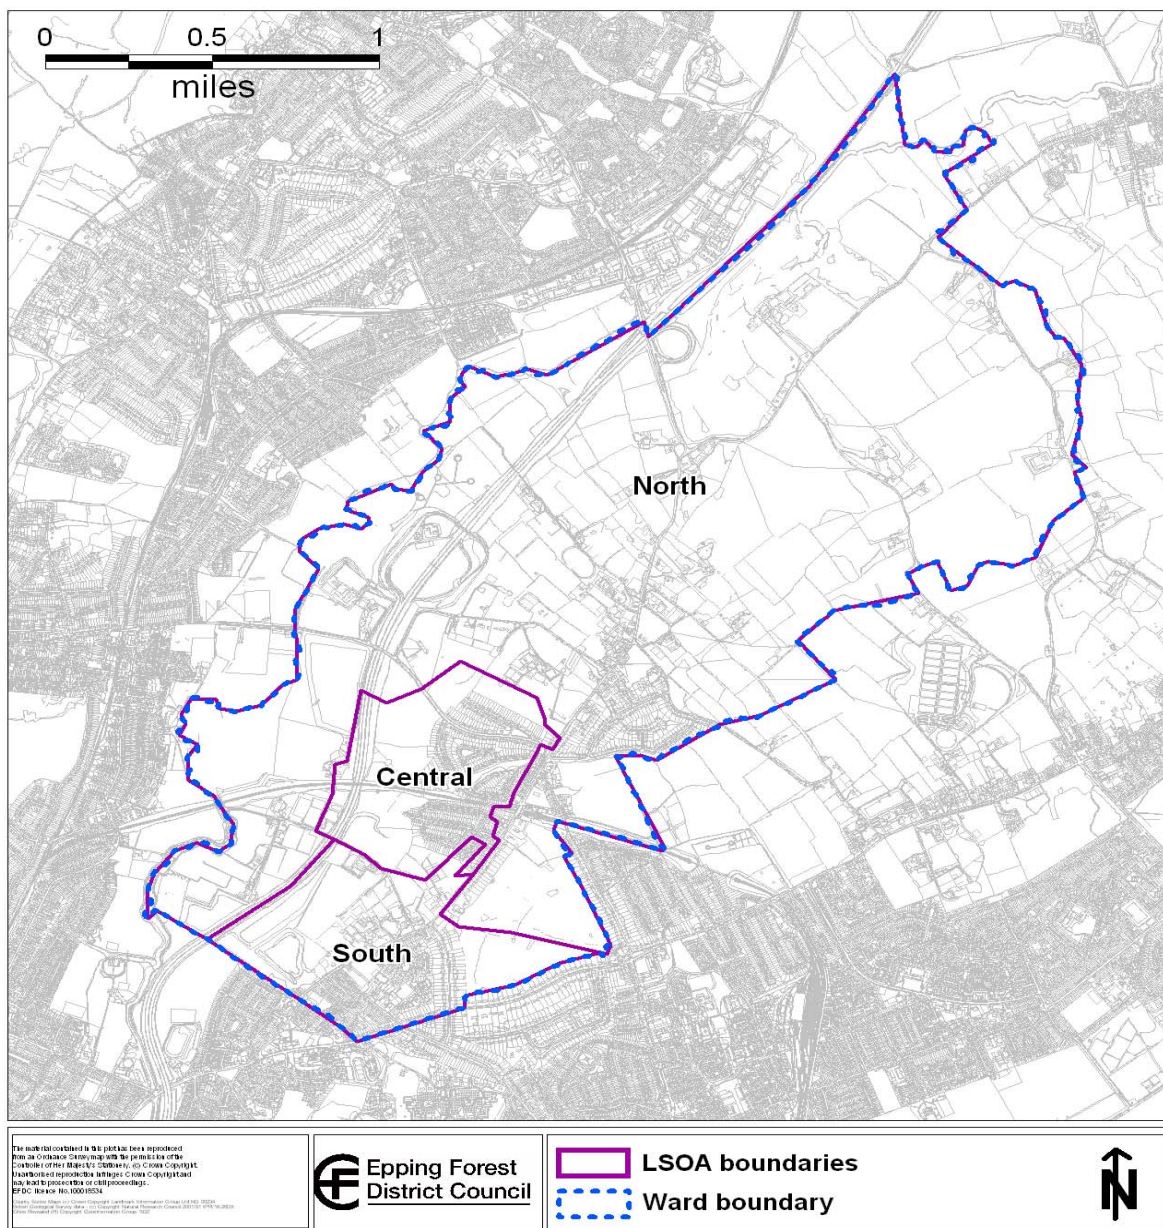 0 0.5 1
miles
North
Central
South
The material contained in this plot has been reproduced
from an Ordnance Survey map with the permission of the
Controller of Her Majesty's Stationery. (c) Crown Copyright.
Unauthorised reproduction infringes Crown Copyright and
may lead to prosecution or civil proceedings.
EFDC licence No.100018534
Epping Forest
District Council
LSOA boundaries
Ward boundary
N